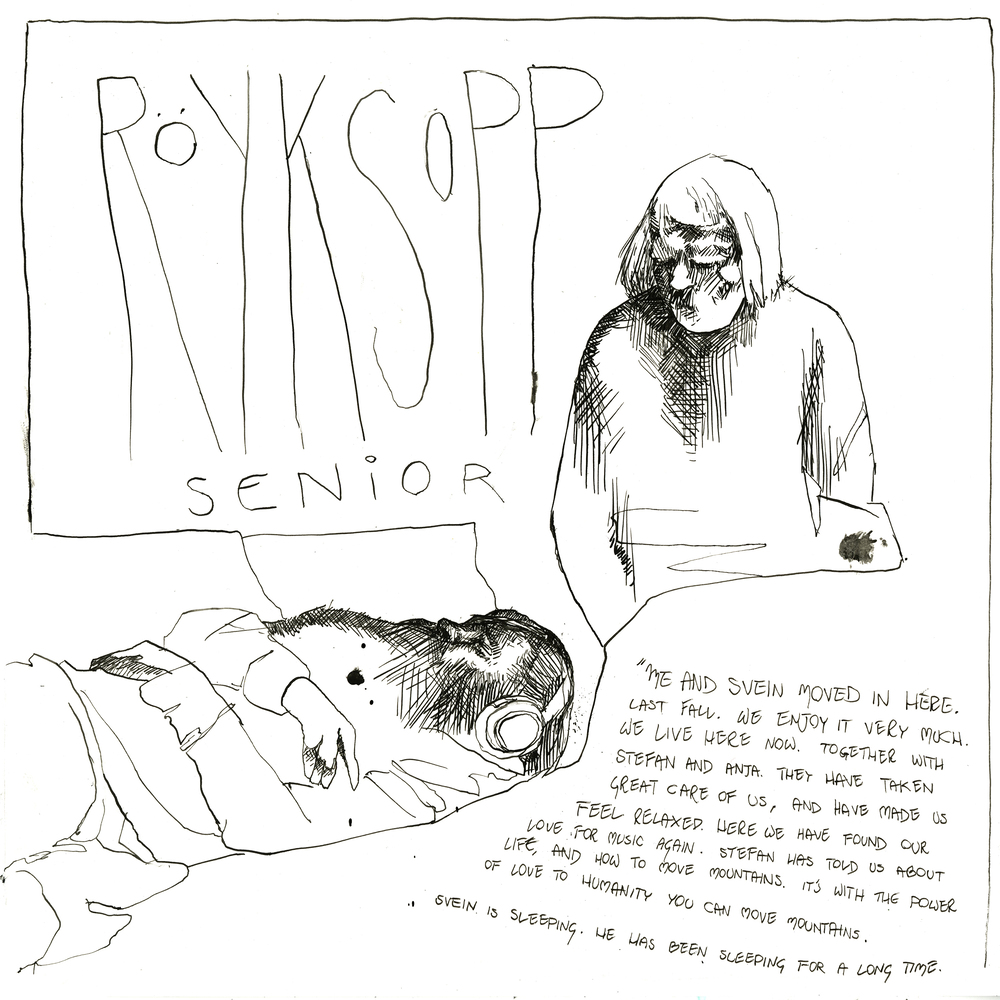 RÖYKSOPP
SENiOR
"ME AND SVEIN MOVED IN HERE.
LAST FALL. WE ENJOY IT VERY MUCH.
WE LIVE HERE NOW. TOGETHER WITH
STEFAN AND ANJA. THEY HAVE TAKEN
GREAT CARE OF US, AND HAVE MADE US
FEEL RELAXED. HERE WE HAVE FOUND OUR
LOVE FOR MUSIC AGAIN. STEFAN HAS TOLD US ABOUT
LIFE, AND HOW TO MOVE MOUNTAINS. IT'S WITH THE POWER
OF LOVE TO HUMANITY YOU CAN MOVE MOUNTAINS.
SVEIN IS SLEEPING. HE HAS BEEN SLEEPING FOR A LONG TIME.